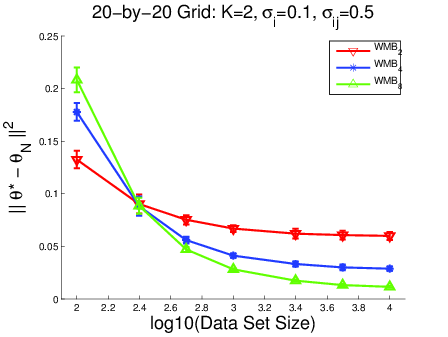 20-by-20 Grid: K=2, σi=0.1, σij=0.5
0.25
0.2
0.15
0.1
0.05
0
2 2.2 2.4 2.6 2.8 3 3.2 3.4 3.6 3.8 4
log10(Data Set Size)
||θ* − θN||2
WMB2
WMB4
WMB8